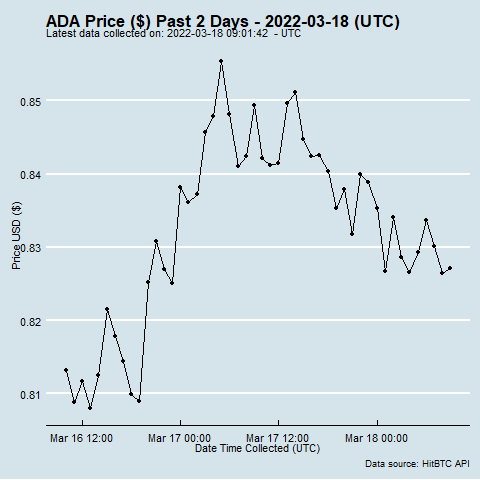 ADA Price ($) Past 2 Days - 2022-03-18 (UTC)
Latest data collected on: 2022-03-18 09:01:42 - UTC
Price USD ($)
0.85
0.84
0.83
0.82
0.81
Mar 16 12:00
Mar 17 00:00
Mar 17 12:00
Mar 18 00:00
Date Time Collected (UTC)
Data source: HitBTC API